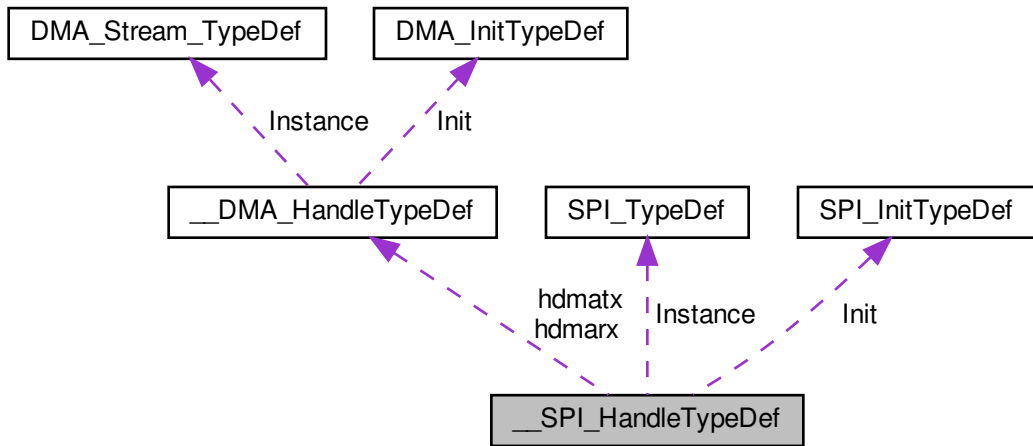 DMA_Stream_TypeDef
DMA_InitTypeDef
Instance
Init
__DMA_HandleTypeDef
SPI_TypeDef
SPI_InitTypeDef
hdmatx
hdmarx
Instance
Init
__SPI_HandleTypeDef